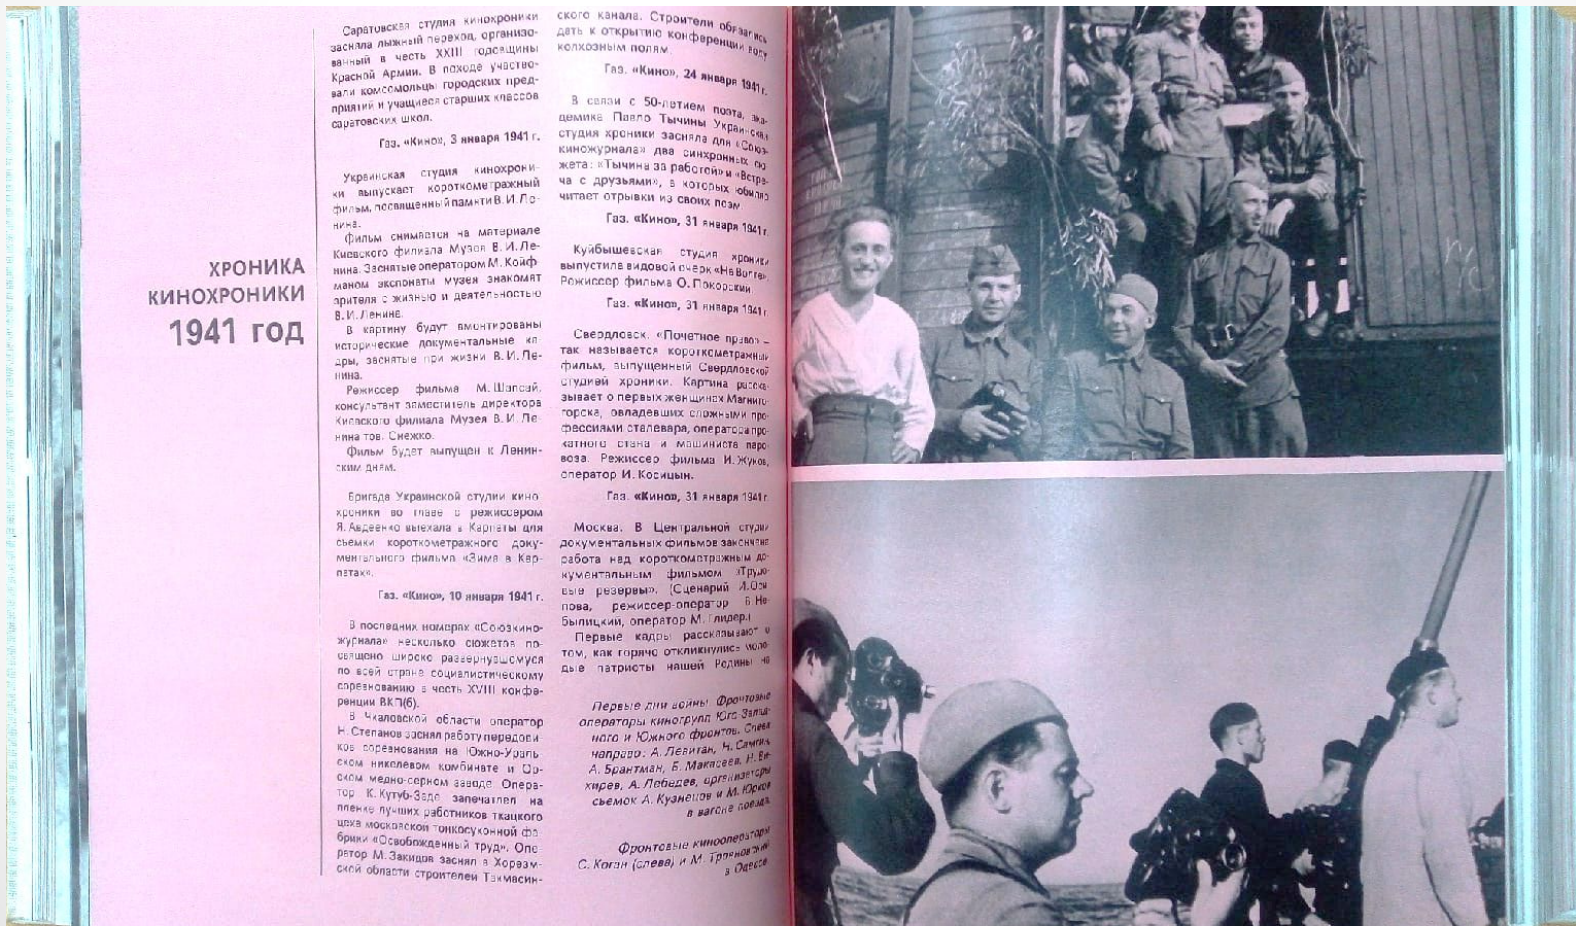 ХРОНИКА
КИНОХРОНИКИ
1941 год
Саратовская студия кинохроники
засняла лыжный переход, организо-
ванный в честь XXIII годовщины
Красной Армии. В походе участво-
вали комсомольцы городских пред-
приятий и учащиеся старших классов
саратовских школ.
Газ. «Кино», 3 января 1941 г.
Украинская студия кинохрони-
ки выпускает короткометражный
фильм, посвященный памяти В. И. Ле-
нина.
Фильм снимается на материале
Киевского филиала Музея В. И. Ле-
нина. Заснятые оператором М. Койф-
маном экспонаты музея знакомят
зрителя с жизнью и деятельностью
В. И. Ленина.
В картину будут вмонтированы
исторические документальные ка-
дры, заснятые при жизни В. И. Ле-
нина.
Режиссер фильма М. Шапсай,
консультант заместитель директора
Киевского филиала Музея В. И. Ле-
нина тов. Снежко.
Фильм будет выпущен к Ленин-
ским дням.
Бригада Украинской студии кино-
хроники во главе с режиссером
Я. Авдеенко выехала в Карпаты для
съемки короткометражного доку-
ментального фильма «Зима в Кар-
патах».
Газ. «Кино», 10 января 1941 г.
В последних номерах «Союзкино-
журнала» несколько сюжетов по-
священо широко развернувшемуся
по всей стране социалистическому
соревнованию в честь XVIII конфе-
ренции ВКП(б).
В Чкаловской области оператор
Н. Степанов заснял работу передови-
ков соревнования на Южно-Ураль-
ском никелевом комбинате и Ор-
ском медно-серном заводе. Опера-
тор К. Кутуб-Заде запечатлел на
пленке лучших работников ткацкого
цеха московской тонкосуконной фа-
брики «Освобожденный труд». Опе-
ратор М. Закидов заснял в Хорезм-
ской области строителей Такмасин-
ского канала. Строители обязались
дать к открытию конференции воду
колхозным полям.
Газ. «Кино», 24 января 1941 г.
В связи с 50-летием поэта, ака-
демика Павло Тычины Украинская
студия хроники засняла для «Союз-
киножурнала» два синхронных сю-
жета: «Тычина за работой» и «Встре-
ча с друзьями», в которых юбиляр
читает отрывки из своих поэм.
Газ. «Кино», 31 января 1941 г.
Куйбышевская студия хроники
выпустила видовой очерк «На Волге».
Режиссер фильма О. Покорский.
Газ. «Кино», 31 января 1941 г.
Свердловск. «Почетное право» –
так называется короткометражный
фильм, выпущенный Свердловской
студией хроники. Картина расска-
зывает о первых женщинах Магнито-
горска, овладевших сложными про-
фессиями сталевара, оператора про-
катного стана и машиниста паро-
воза. Режиссер фильма И. Жуков,
оператор И. Косицын.
Газ. «Кино», 31 января 1941 г.
Москва. В Центральной студии
документальных фильмов закончена
работа над короткометражным до-
кументальным фильмом «Трудо-
вые резервы». (Сценарий И. Оси-
пова, режиссер-оператор В. Не-
былицкий, оператор М. Глидер.)
Первые кадры рассказывают о
том, как горячо откликнулись моло-
дые патриоты нашей Родины на
Первые дни войны. Фронтовые
операторы киногрупп Юго-Запад-
ного и Южного фронтов. Слева
направо: А. Левитан, Н. Самгин,
А. Брантман, Б. Макасеев, Н. Ви-
хирев, А. Лебедев, организаторы
съемок А. Кузнецов и М. Юрков
в вагоне поезда.
Фронтовые кинооператоры
С. Коган (слева) и М. Трояновский
в Одессе.